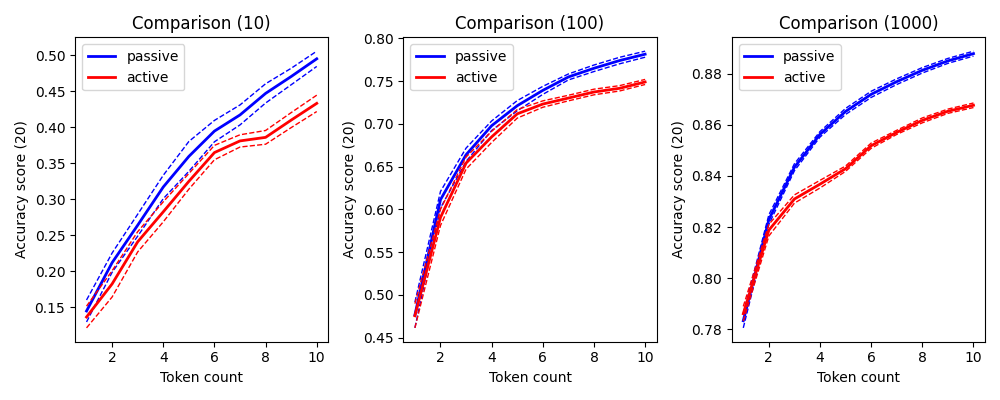 Comparison (10)
passive
active
Accuracy score (20)
0.50
0.45
0.40
0.35
0.30
0.25
0.20
0.15
2 4 6 8 10
Token count
Comparison (100)
passive
active
Accuracy score (20)
0.80
0.75
0.70
0.65
0.60
0.55
0.50
0.45
2 4 6 8 10
Token count
Comparison (1000)
passive
active
Accuracy score (20)
0.88
0.86
0.84
0.82
0.80
0.78
2 4 6 8 10
Token count